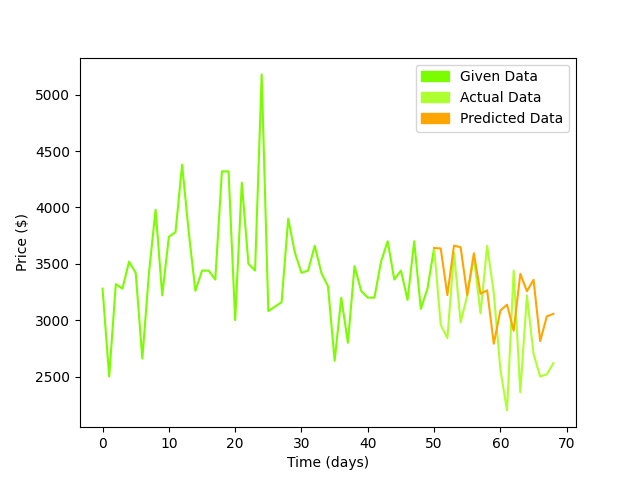 Given Data
Actual Data
Predicted Data
Price ($)
5000
4500
4000
3500
3000
2500
0 10 20 30 40 50 60 70
Time (days)